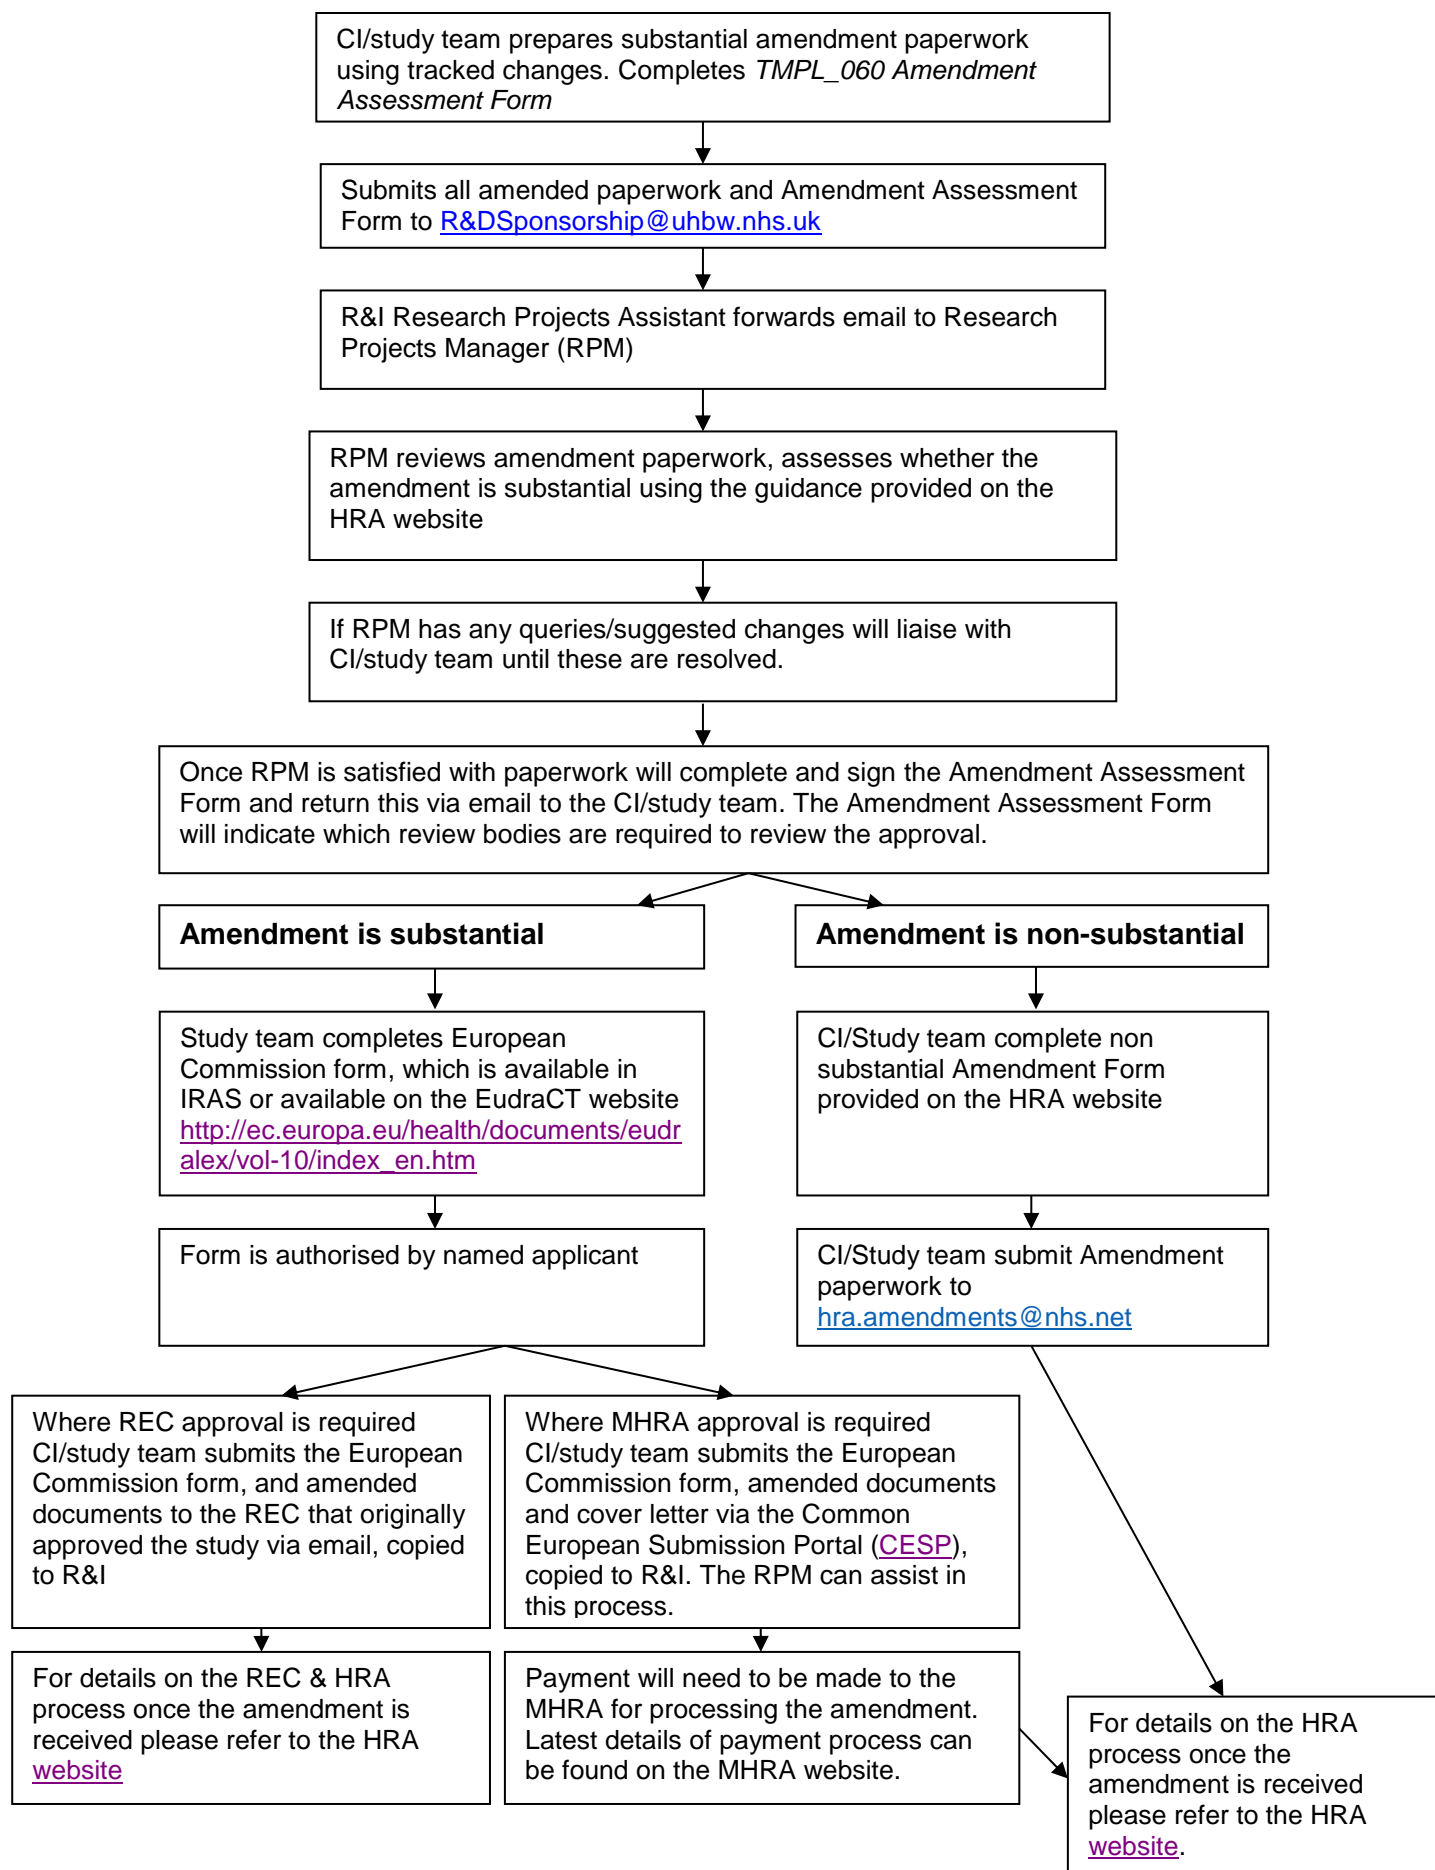 CI/study team prepares substantial amendment paperwork
using tracked changes. Completes TMPL_060 Amendment
Assessment Form
Submits all amended paperwork and Amendment Assessment
Form to R&DSponsorship@uhbw.nhs.uk
R&I Research Projects Assistant forwards email to Research
Projects Manager (RPM)
RPM reviews amendment paperwork, assesses whether the
amendment is substantial using the guidance provided on the
HRA website
If RPM has any queries/suggested changes will liaise with
CI/study team until these are resolved.
Once RPM is satisfied with paperwork will complete and sign the Amendment Assessment
Form and return this via email to the CI/study team. The Amendment Assessment Form
will indicate which review bodies are required to review the approval.
Amendment is substantial
Amendment is non-substantial
Study team completes European
Commission form, which is available in
IRAS or available on the EudraCT website
http://ec.europa.eu/health/documents/eudr
alex/vol-10/index_en.htm
CI/Study team complete non
substantial Amendment Form
provided on the HRA website
Form is authorised by named applicant
CI/Study team submit Amendment
paperwork to
hra.amendments@nhs.net
Where REC approval is required
CI/study team submits the European
Commission form, and amended
documents to the REC that originally
approved the study via email, copied
to R&I
Where MHRA approval is required
CI/study team submits the European
Commission form, amended documents
and cover letter via the Common
European Submission Portal (CESP),
copied to R&I. The RPM can assist in
this process.
For details on the REC & HRA
process once the amendment is
received please refer to the HRA
website
Payment will need to be made to the
MHRA for processing the amendment.
Latest details of payment process can
be found on the MHRA website.
For details on the HRA
process once the
amendment is received
please refer to the HRA
website.